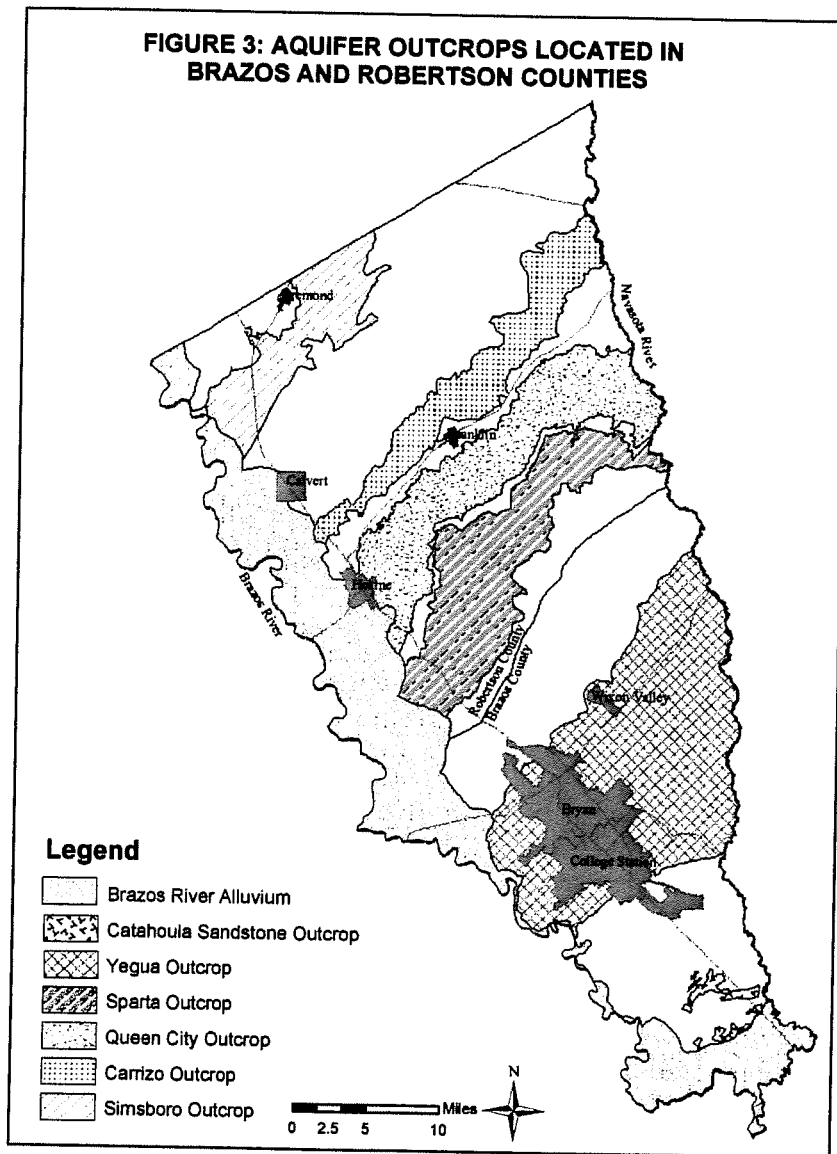 FIGURE 3: AQUIFER OUTCROPS LOCATED IN
BRAZOS AND ROBERTSON COUNTIES
Navasota River
Calvert
Brazos River
Robertson County
Brazos County
Valley
Bryan
College Station
Legend
Brazos River Alluvium
Catahoula Sandstone Outcrop
Yegua Outcrop
Sparta Outcrop
Queen City Outcrop
Carrizo Outcrop
Simsboro Outcrop
N
Miles
0 2.5 5 10